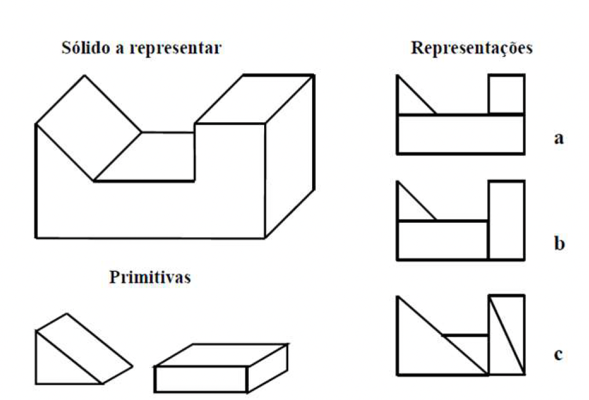 Sólido a representar
Representações
a
b
Primitivas
c